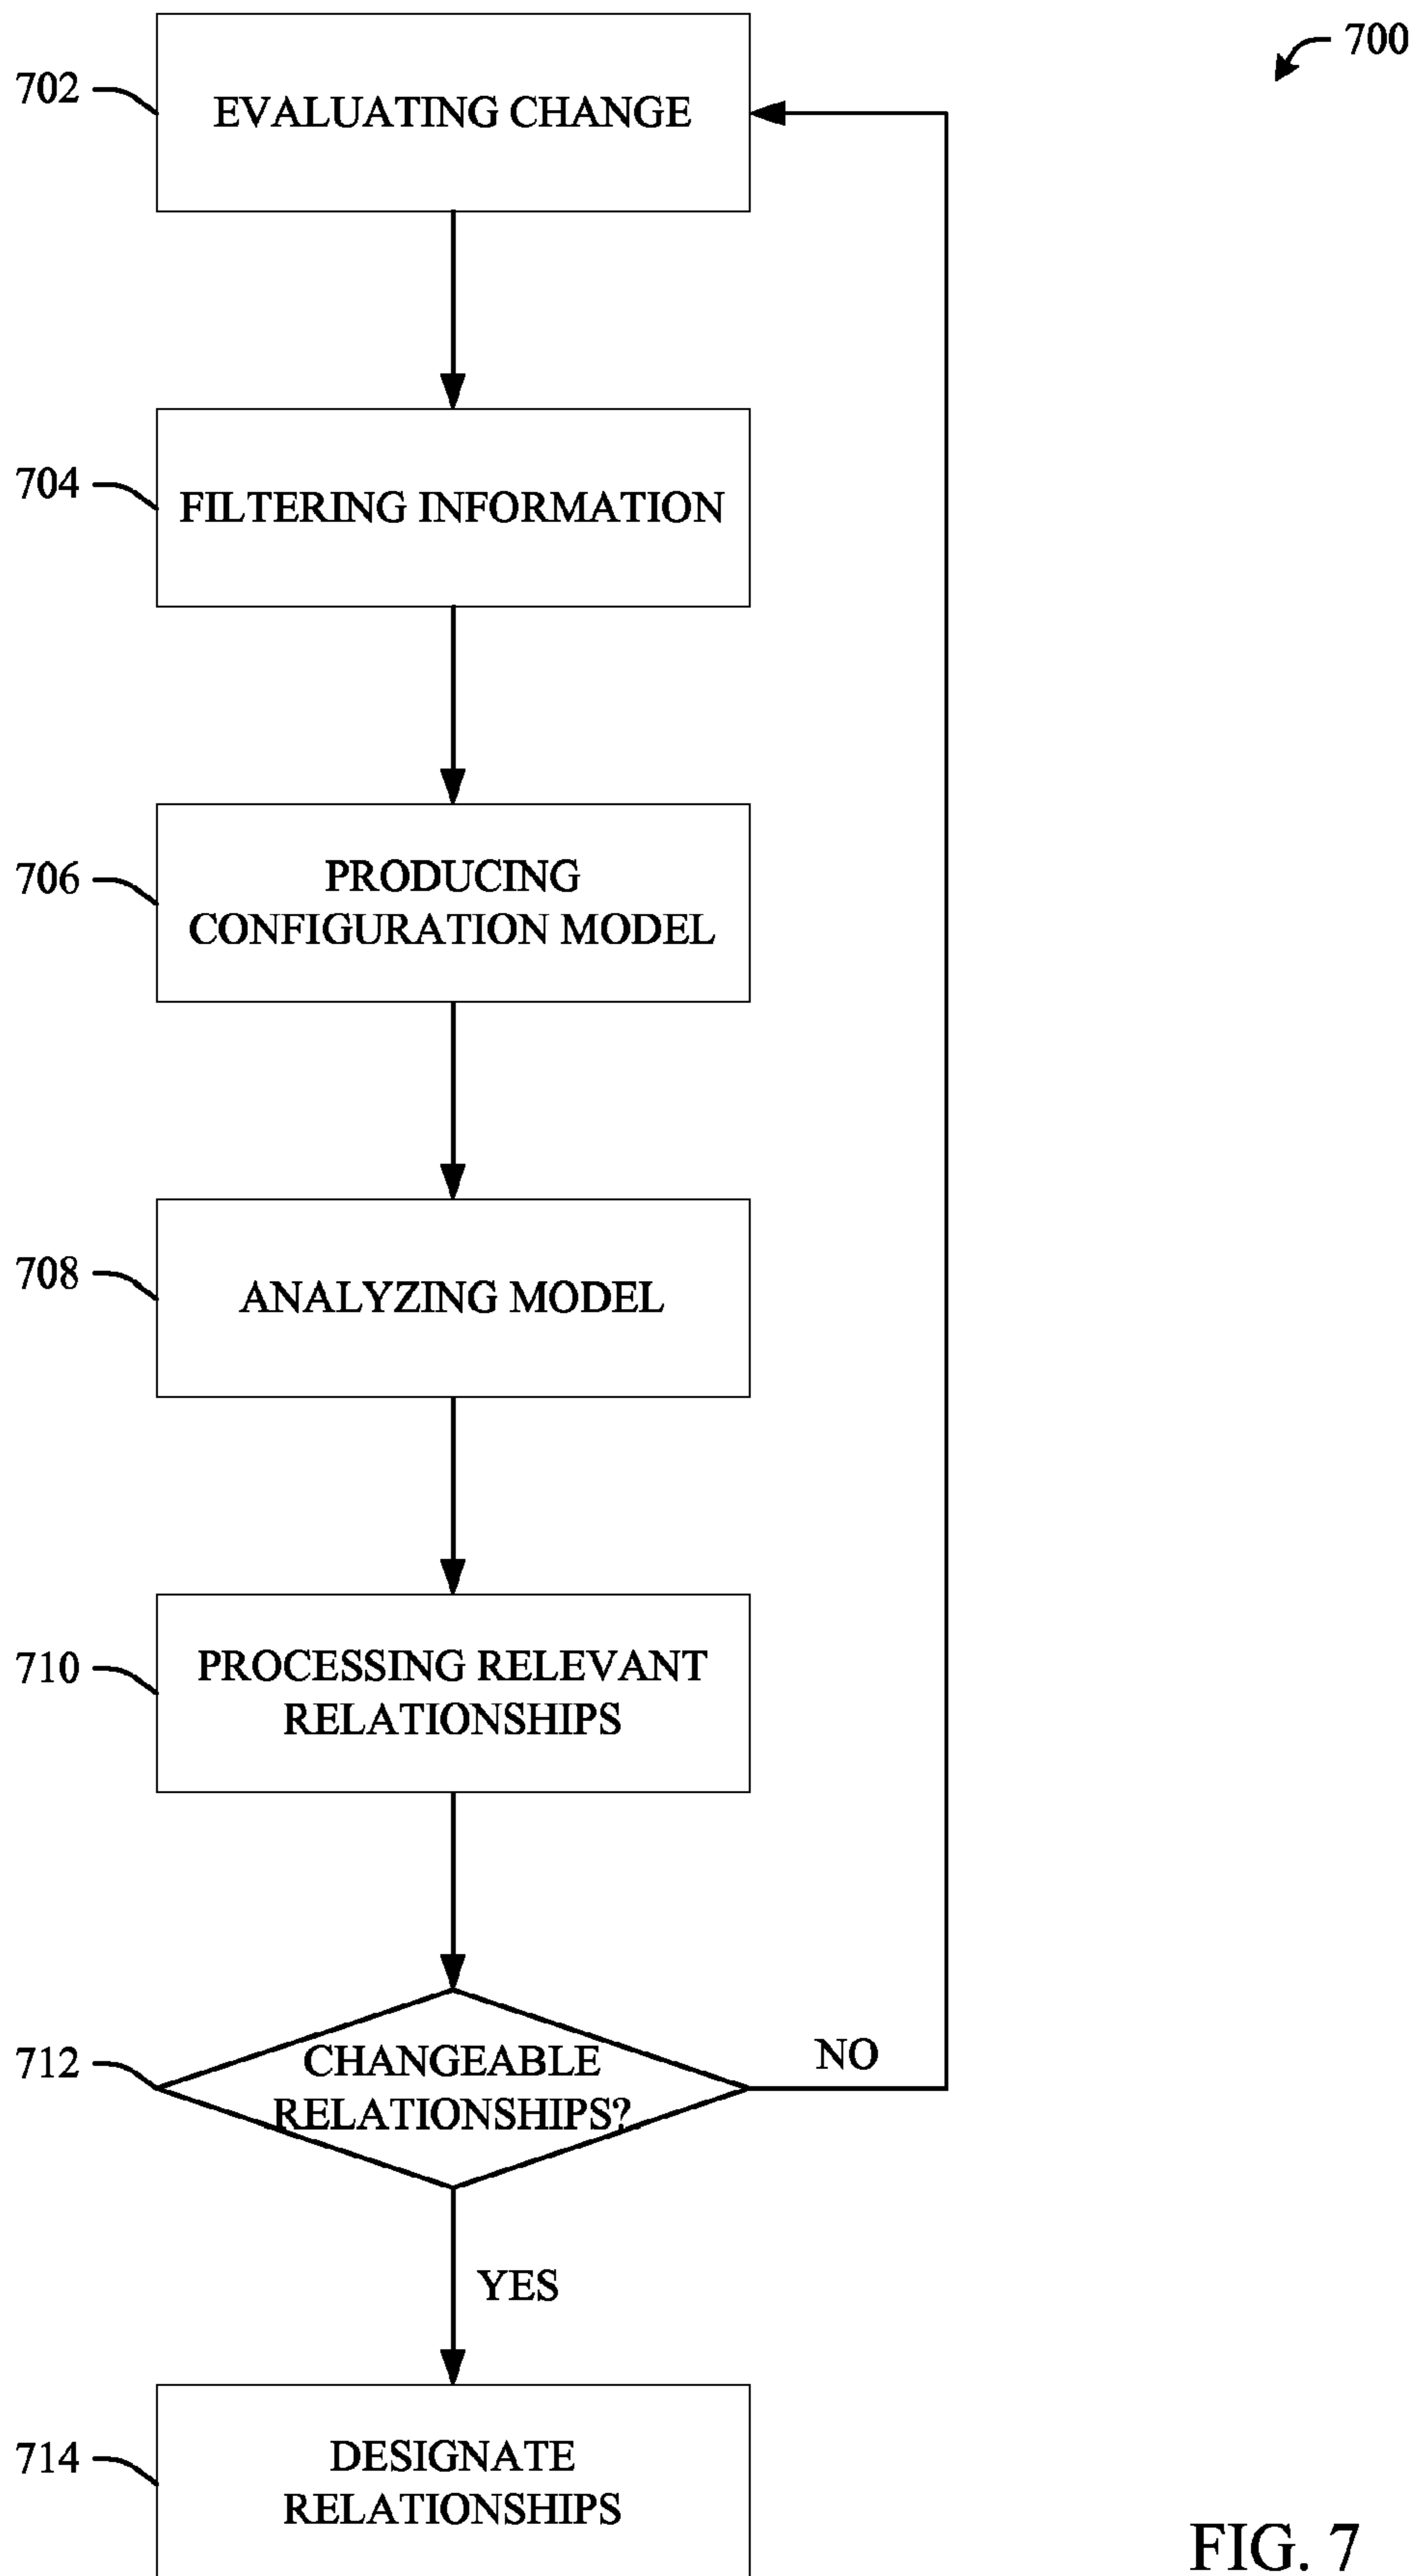 700
702
EVALUATING CHANGE
704
FILTERING INFORMATION
706
PRODUCING
CONFIGURATION MODEL
708
ANALYZING MODEL
710
PROCESSING RELEVANT
RELATIONSHIPS
712
CHANGEABLE
RELATIONSHIPS?
NO
YES
714
DESIGNATE
RELATIONSHIPS
FIG. 7